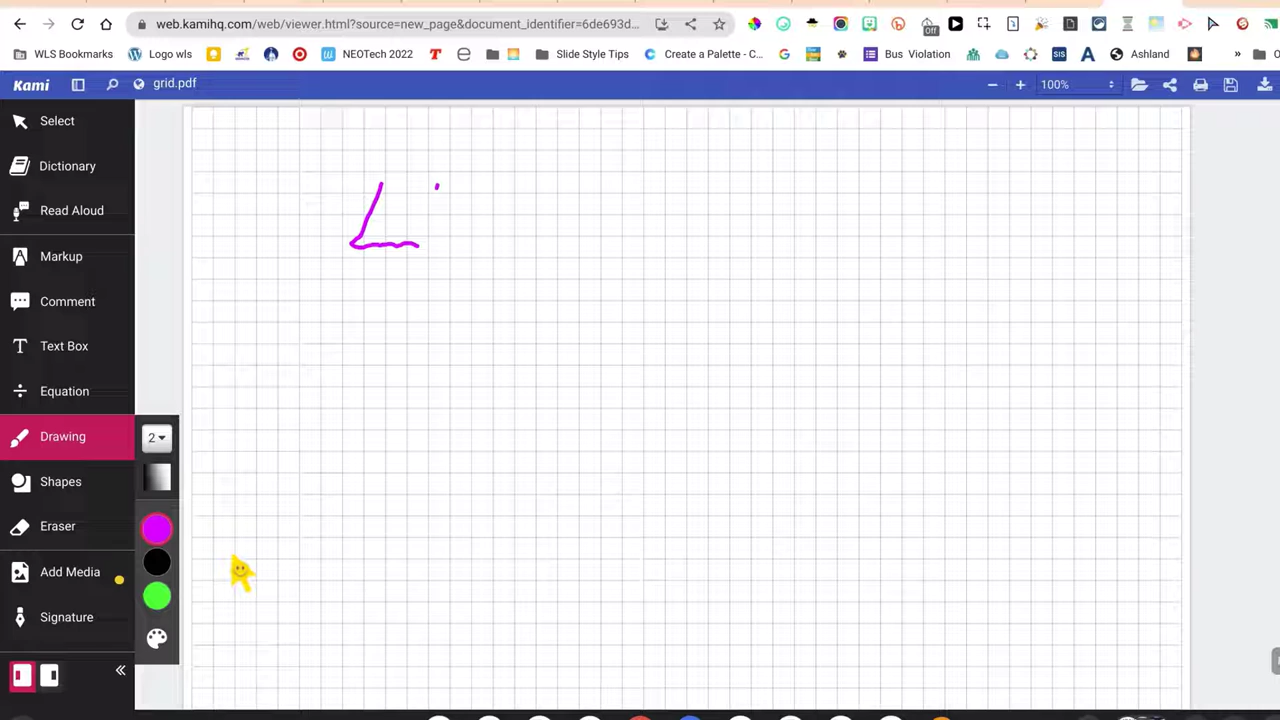 web.kamihq.com/web/viewer.html?source=new_page&document_identifier=6de693d...
Off
WLS Bookmarks
Logo wls
NEOTech 2022
T
Slide Style Tips
Create a Palette - C...
Bus Violation
SIS
A
Ashland
»
Kami
grid.pdf
100%
Select
Dictionary
Read Aloud
Markup
Comment
Text Box
Equation
Drawing
2
Shapes
Eraser
Add Media
Signature
«